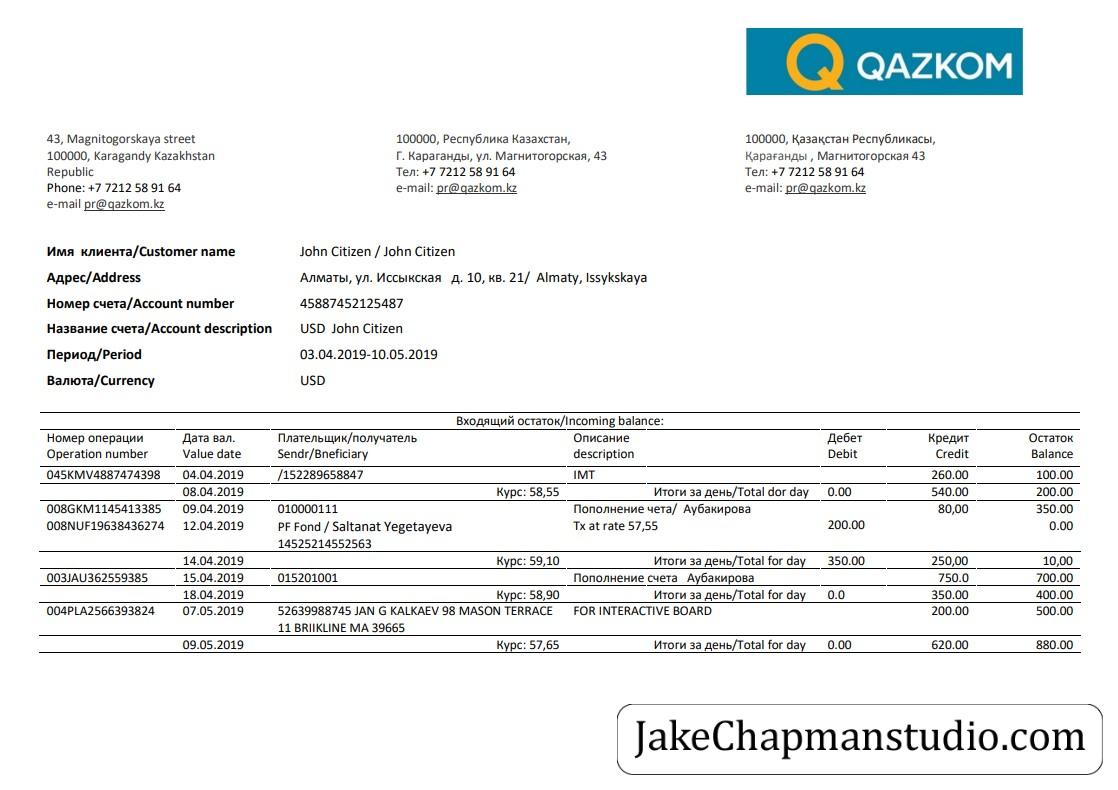 QAZKOM
43, Magnitogorskaya street
100000, Karagandy Kazakhstan
Republic
Phone: +7 7212 58 91 64
e-mail pr@qazkom.kz
100000, Республика Казахстан,
Г. Караганды, ул. Магнитогорская, 43
Тел: +7 7212 58 91 64
e-mail: pr@qazkom.kz
100000, Қазақстан Республикасы,
Қарағанды , Магнитогорская 43
Тел: +7 7212 58 91 64
e-mail: pr@qazkom.kz
Имя клиента/Customer name John Citizen / John Citizen
Адрес/Address Алматы, ул. Иссыкская д. 10, кв. 21/ Almaty, Issykskaya
Номер счета/Account number 45887452125487
Название счета/Account description USD John Citizen
Период/Period 03.04.2019-10.05.2019
Валюта/Currency USD
Входящий остаток/Incoming balance:
Номер операции Дата вал. Плательщик/получатель Описание Дебет Кредит Остаток
Operation number Value date Sendr/Bneficiary description Debit Credit Balance
045KMV4887474398 04.04.2019 /152289658847 IMT 260.00 100.00
08.04.2019 Курс: 58,55 Итоги за день/Total dor day 0.00 540.00 200.00
008GKM1145413385 09.04.2019 010000111 Пополнение чета/ Аубакирова 80,00 350.00
008NUF19638436274 12.04.2019 PF Fond / Saltanat Yegetayeva Tx at rate 57,55 200.00 0.00
14525214552563
14.04.2019 Курс: 59,10 Итоги за день/Total for day 350.00 250,00 10,00
003JAU362559385 15.04.2019 015201001 Пополнение счета Аубакирова 750.0 700.00
18.04.2019 Курс: 58,90 Итоги за день/Total for day 0.0 350.00 400.00
004PLA2566393824 07.05.2019 52639988745 JAN G KALKAEV 98 MASON TERRACE FOR INTERACTIVE BOARD 200.00 500.00
11 BRIIKLINE MA 39665
09.05.2019 Курс: 57,65 Итоги за день/Total for day 0.00 620.00 880.00
JakeChapmanstudio.com